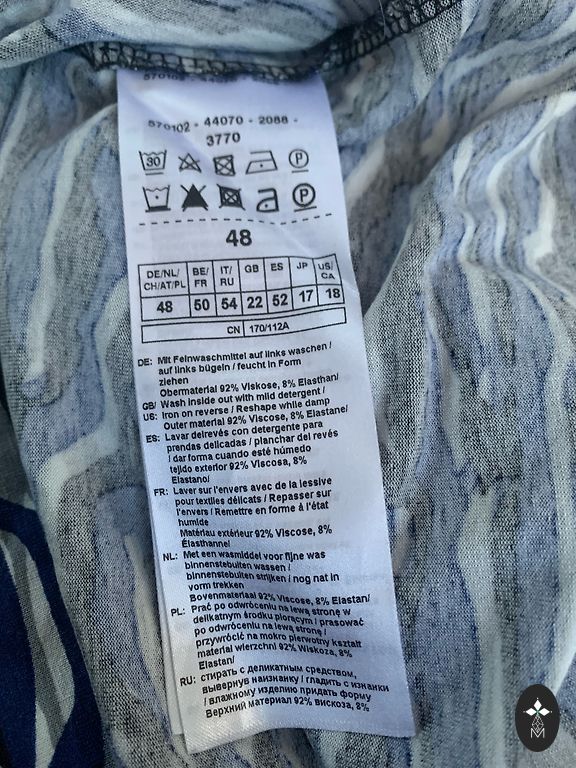 570102 - 44070 - 2088 -
3770
30 P
P
48
DE/NL/ CH/AT/PL BE/ FR IT/ RU GB ES JP US/ CA
48 50 54 22 52 17 18
CN 170/112A
DE: Mit Feinwaschmittel auf links waschen /
auf links bügeln / feucht in Form
ziehen
Obermaterial 92% Viskose, 8% Elasthan/
GB/ Wash inside out with mild detergent /
US: Iron on reverse / Reshape while damp
Outer material 92% Viscose, 8% Elastane/
ES: Lavar delrevés con detergente para
prendas delicadas / planchar del revés
/ dar forma cuando esté húmedo
tejido exterior 92% Viscosa, 8%
Elastano/
FR: Laver sur l'envers avec de la lessive
pour textiles délicats / Repasser sur
l'envers / Remettre en forme à l'état
humide
Matériau extérieur 92% Viscose, 8%
Élasthanne/
NL: Met een wasmiddel voor fijne was
binnenstebuiten wassen /
binnenstebuiten strijken / nog nat in
vorm trekken
Bovenmateriaal 92% Viscose, 8% Elastan/
PL: Prać po odwróceniu na lewą stronę w
delikatnym środku piorącym / prasować
po odwróceniu na lewą stronę /
przywrócić na mokro pierwotny kształt
materiał wierzchni 92% Wiskoza, 8%
Elastan/
RU: стирать с деликатным средством,
вывернув наизнанку / гладить с изнанки
/ влажному изделию придать форму
Верхний материал 92% вискоза, 8%